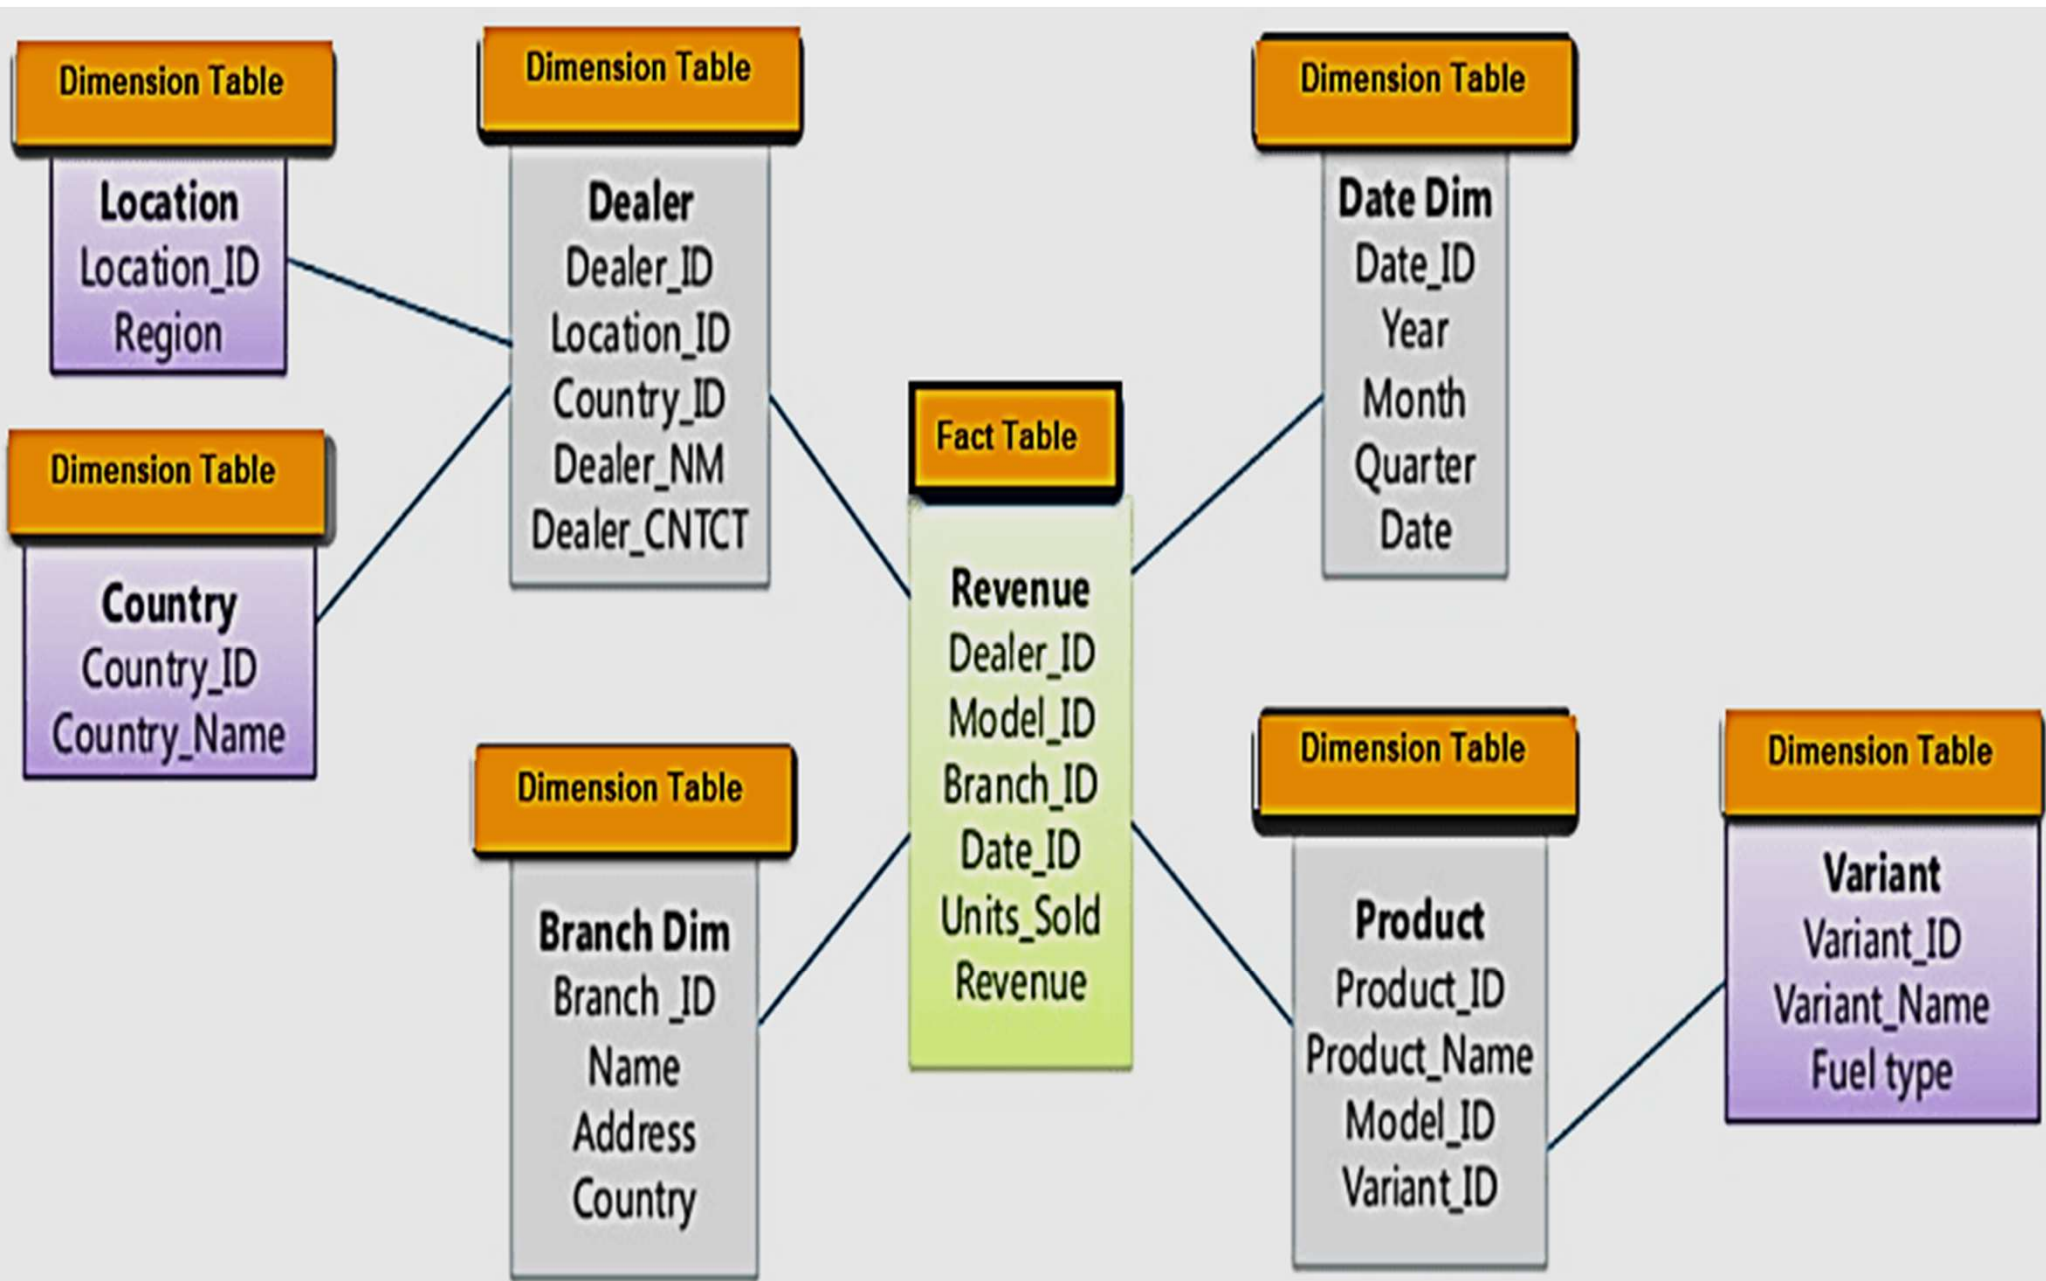 Dimension Table
Location
Location_ID
Region
Dimension Table
Dealer
Dealer_ID
Location_ID
Country_ID
Dealer_NM
Dealer_CNTCT
Dimension Table
Date Dim
Date_ID
Year
Month
Quarter
Date
Dimension Table
Country
Country_ID
Country_Name
Fact Table
Revenue
Dealer_ID
Model_ID
Branch_ID
Date_ID
Units_Sold
Revenue
Dimension Table
Branch Dim
Branch _ID
Name
Address
Country
Dimension Table
Product
Product_ID
Product_Name
Model_ID
Variant_ID
Dimension Table
Variant
Variant_ID
Variant_Name
Fuel type